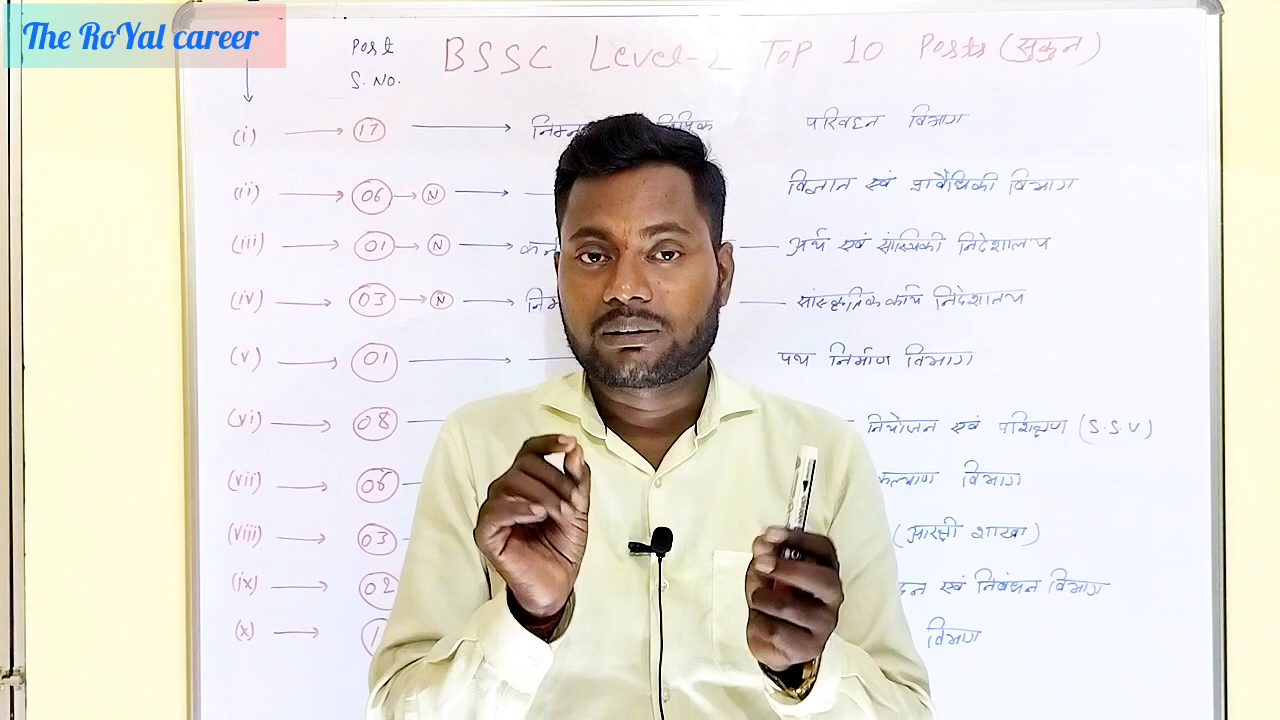 The RoYal career
Post BSSC Level-2 TOP 10 Posts (सुकुन)
S. No.
(i) → 17 → परिवहन विभाग
(ii) → 06 → N → — विज्ञान एवं प्रावैधिकी विभाग
(iii) → 01 → N → — अर्थ एवं सांख्यिकी निदेशालय
(iv) → 03 → N → — निदेशालय
(v) → 01 → — पथ निर्माण विभाग
(vi) → 08 — नियोजन एवं परिक्षण (S.S.V)
(vii) → 06 — कल्याण विभाग
(viii) → 03 — (आरक्षी शाखा)
(ix) → 02 एवं निबंधन विभाग
(x) → विभाग